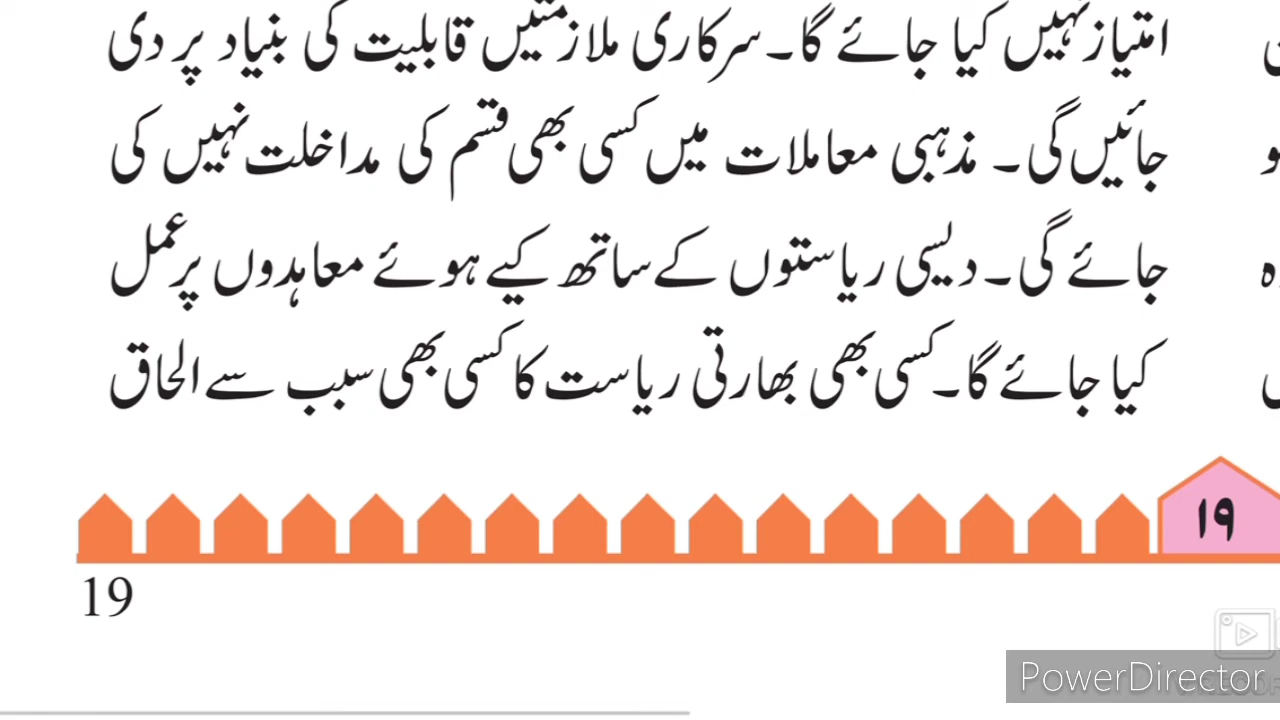 امتیاز نہیں کیا جائے گا۔ سرکاری ملازمتیں قابلیت کی بنیاد پر دی
جائیں گی۔ مذہبی معاملات میں کسی بھی قسم کی مداخلت نہیں کی
جائے گی۔ دیسی ریاستوں کے ساتھ کیے ہوئے معاہدوں پر عمل
کیا جائے گا۔ کسی بھی بھارتی ریاست کا کسی بھی سبب سے الحاق
۱۹
19
PowerDirector